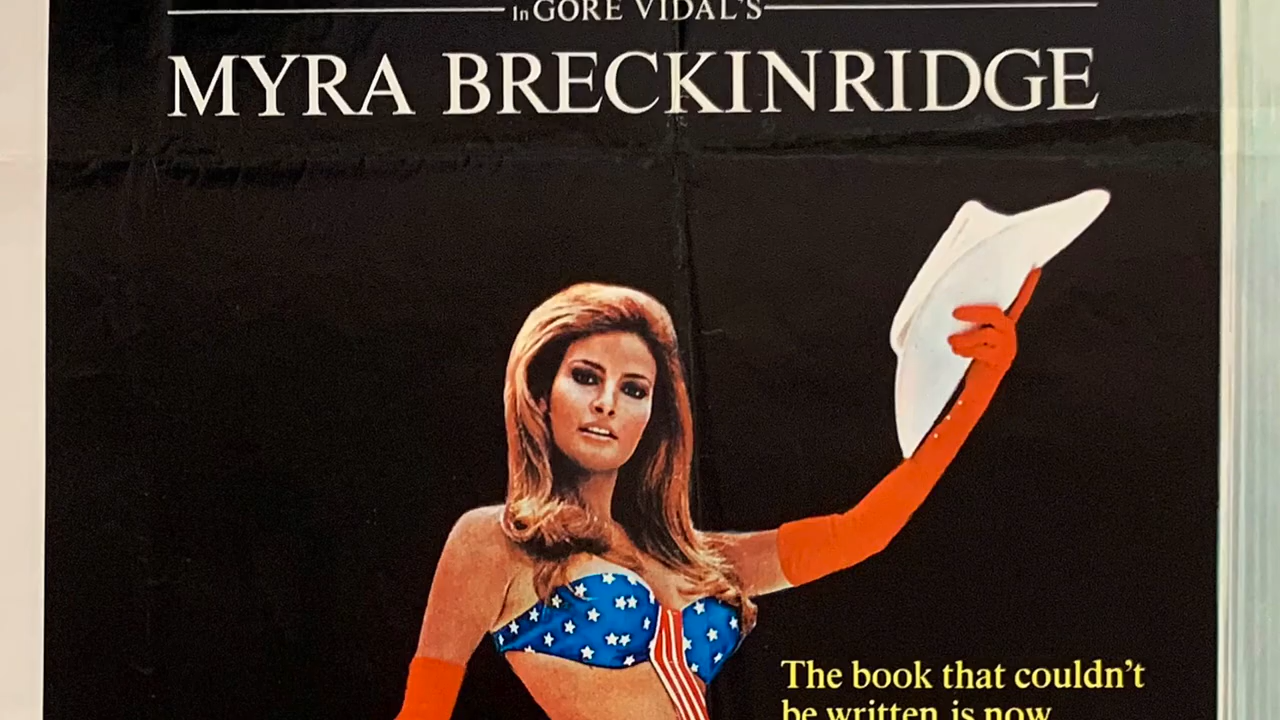 In GORE VIDAL'S
MYRA BRECKINRIDGE
The book that couldn't
be written is now